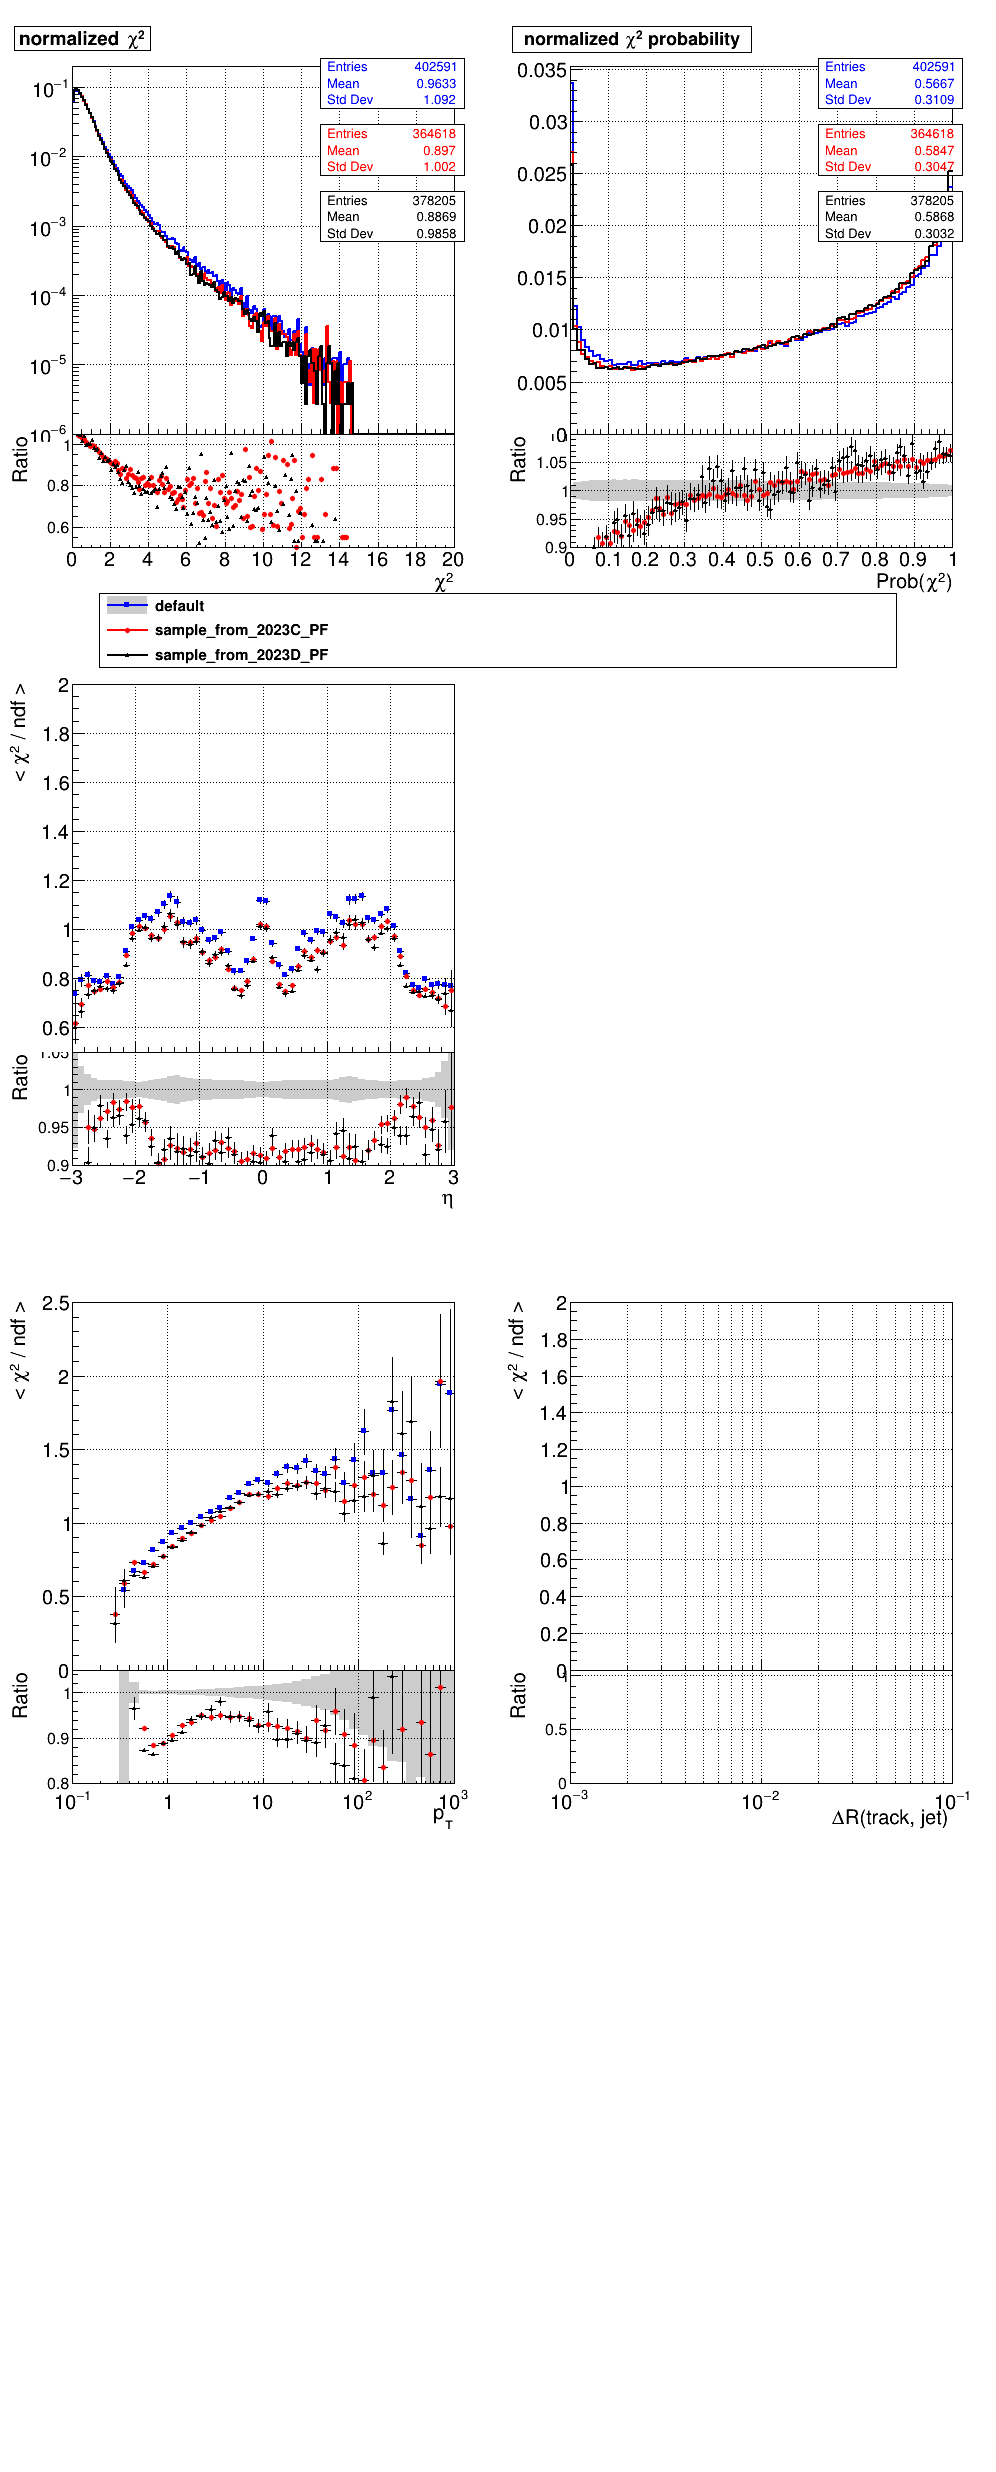 normalized χ²
normalized χ² probability
Entries 402591
Mean 0.9633
Std Dev 1.092
Entries 364618
Mean 0.897
Std Dev 1.002
Entries 378205
Mean 0.8869
Std Dev 0.9858
10⁻¹
10⁻²
10⁻³
10⁻⁴
10⁻⁵
10⁻⁶
Ratio
1
0.8
0.6
0 2 4 6 8 10 12 14 16 18 20
χ²
Entries 402591
Mean 0.5667
Std Dev 0.3109
Entries 364618
Mean 0.5847
Std Dev 0.3047
Entries 378205
Mean 0.5868
Std Dev 0.3032
0.035
0.03
0.025
0.02
0.015
0.01
0.005
0
Ratio
1.05
1
0.95
0.9
0 0.1 0.2 0.3 0.4 0.5 0.6 0.7 0.8 0.9 1
Prob(χ²)
default
sample_from_2023C_PF
sample_from_2023D_PF
< χ² / ndf >
2
1.8
1.6
1.4
1.2
1
0.8
0.6
Ratio
1.05
1
0.95
0.9
−3 −2 −1 0 1 2 3
η
< χ² / ndf >
2.5
2
1.5
1
0.5
0
Ratio
1
0.9
0.8
10⁻¹ 1 10 10² 10³
p_T
< χ² / ndf >
2
1.8
1.6
1.4
1.2
1
0.8
0.6
0.4
0.2
0
Ratio
1
0.5
0
10⁻³ 10⁻² 10⁻¹
ΔR(track, jet)